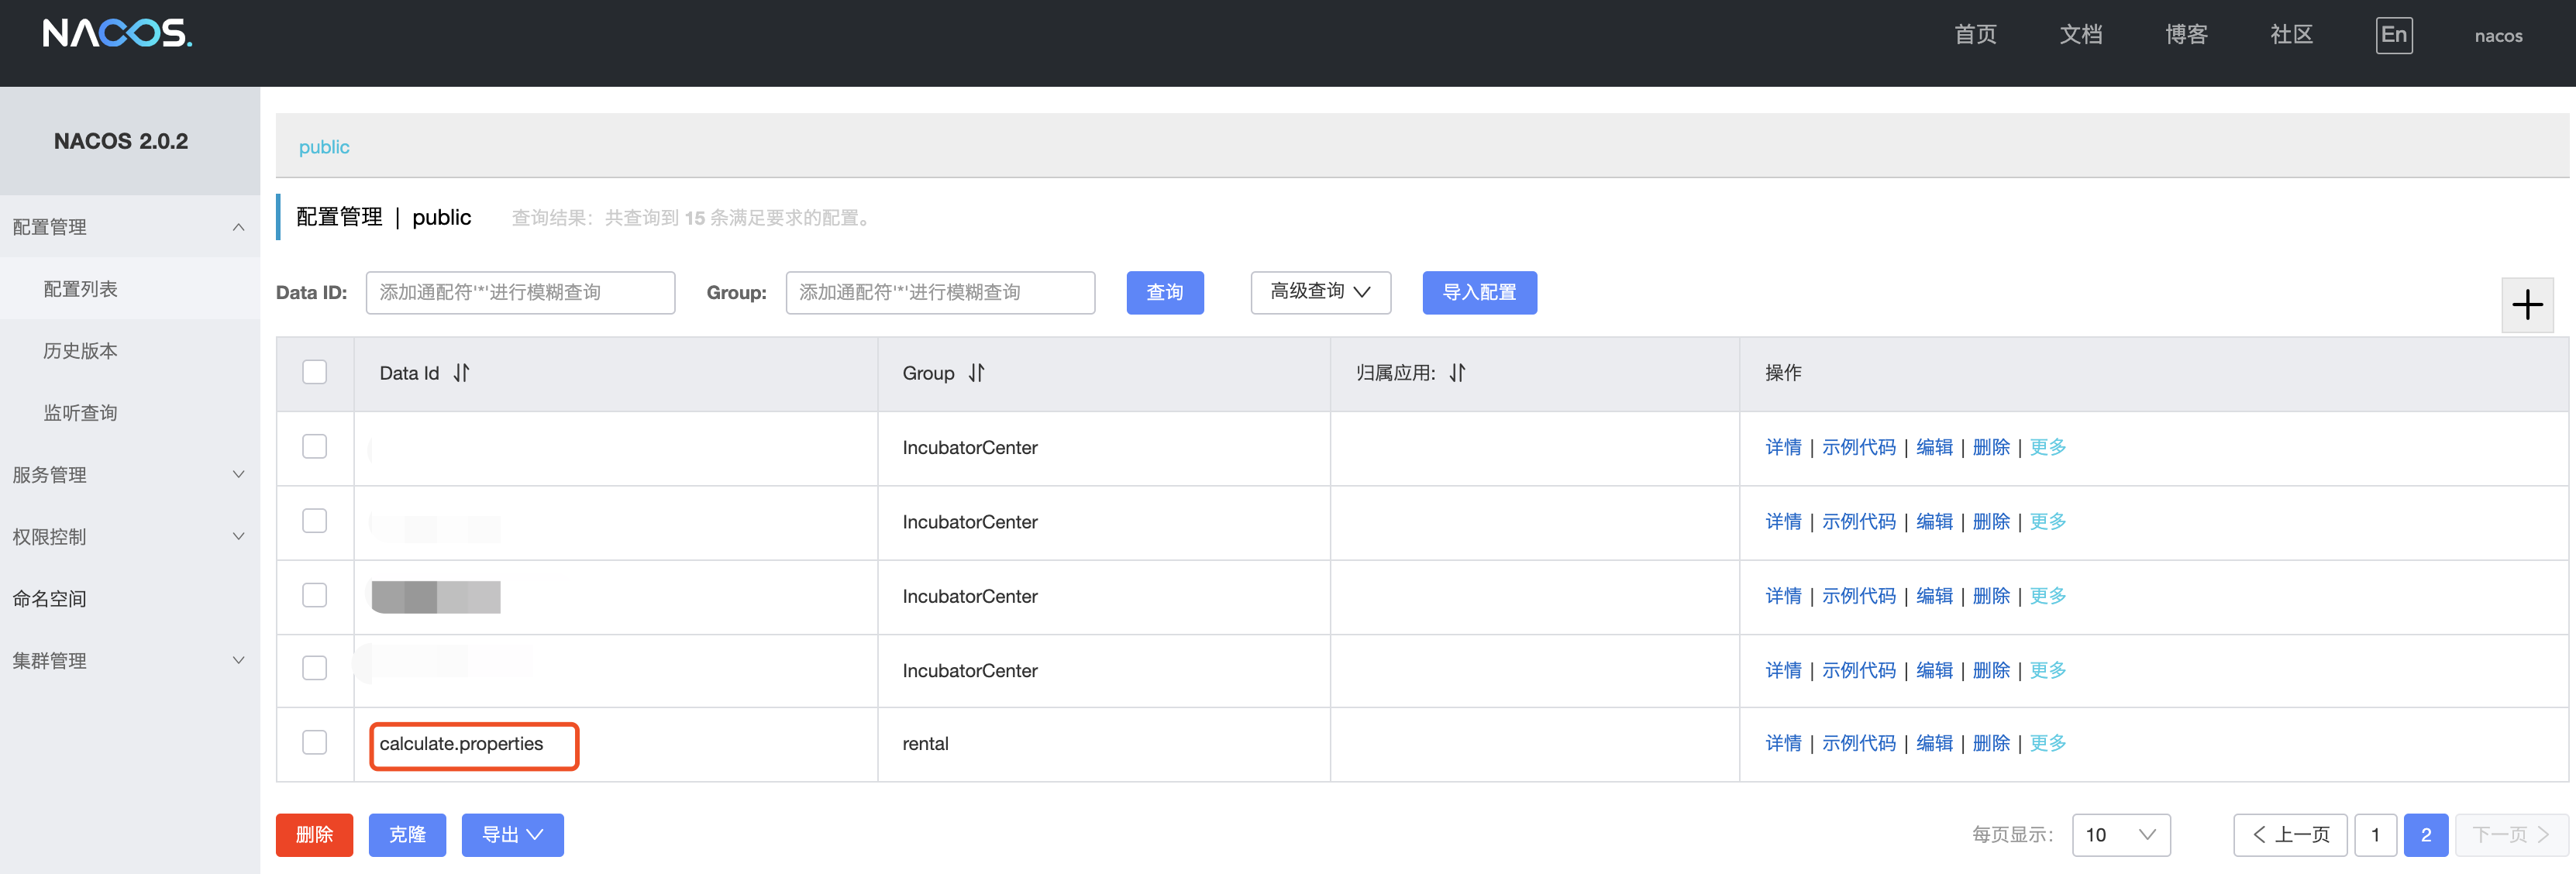 NACOS.
首页 文档 博客 社区 En nacos
NACOS 2.0.2
配置管理
配置列表
历史版本
监听查询
服务管理
权限控制
命名空间
集群管理
public
配置管理 | public 查询结果：共查询到 15 条满足要求的配置。
Data ID: 添加通配符'*'进行模糊查询 Group: 添加通配符'*'进行模糊查询 查询 高级查询 导入配置
Data Id Group 归属应用: 操作
IncubatorCenter 详情 | 示例代码 | 编辑 | 删除 | 更多
IncubatorCenter 详情 | 示例代码 | 编辑 | 删除 | 更多
IncubatorCenter 详情 | 示例代码 | 编辑 | 删除 | 更多
IncubatorCenter 详情 | 示例代码 | 编辑 | 删除 | 更多
calculate.properties rental 详情 | 示例代码 | 编辑 | 删除 | 更多
删除 克隆 导出 每页显示: 10 上一页 1 2 下一页